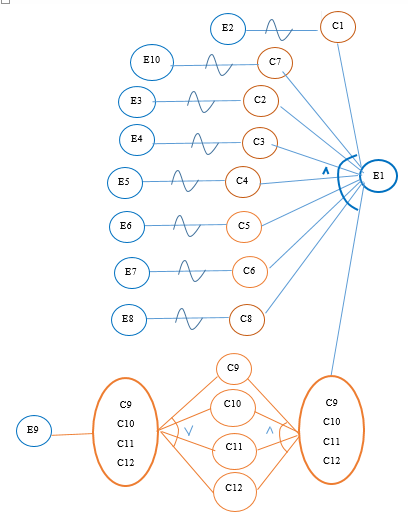 E2 C1
E10 C7
E3 C2
E4 C3
E5 C4
E1
E6 C5
E7 C6
E8 C8
C9
C9 C9
C10 C10 C10
E9
C11 C11 C11
C12 C12 C12